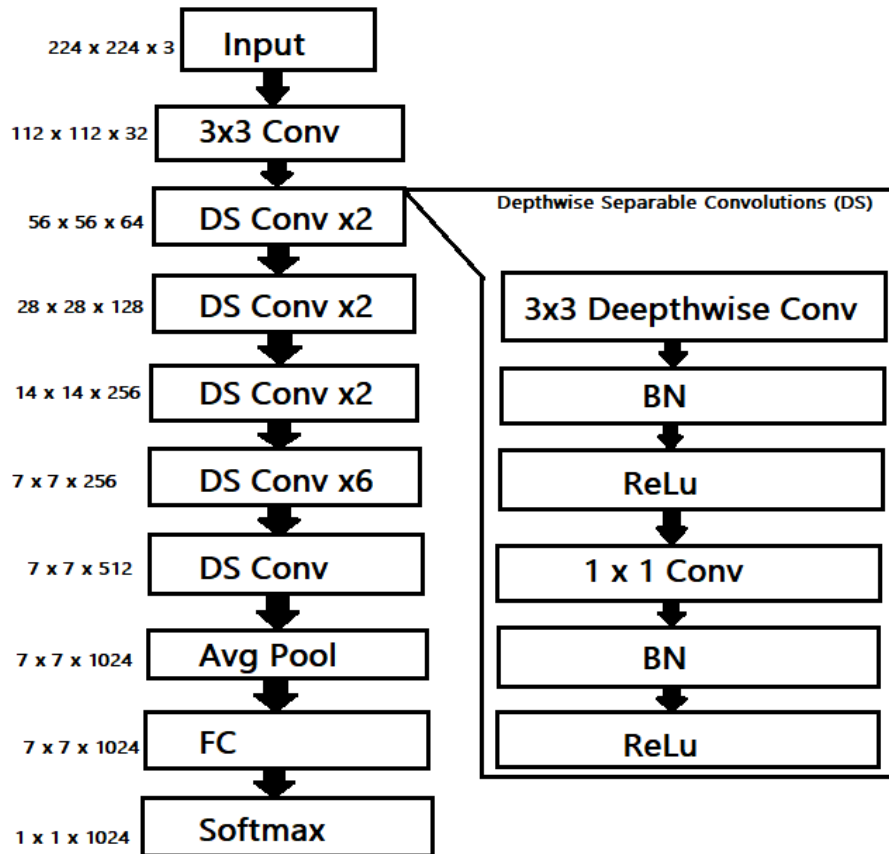 224 x 224 x 3
Input
112 x 112 x 32
3x3 Conv
56 x 56 x 64
DS Conv x2
28 x 28 x 128
DS Conv x2
14 x 14 x 256
DS Conv x2
7 x 7 x 256
DS Conv x6
7 x 7 x 512
DS Conv
7 x 7 x 1024
Avg Pool
7 x 7 x 1024
FC
1 x 1 x 1024
Softmax
Depthwise Separable Convolutions (DS)
3x3 Deepthwise Conv
BN
ReLu
1 x 1 Conv
BN
ReLu